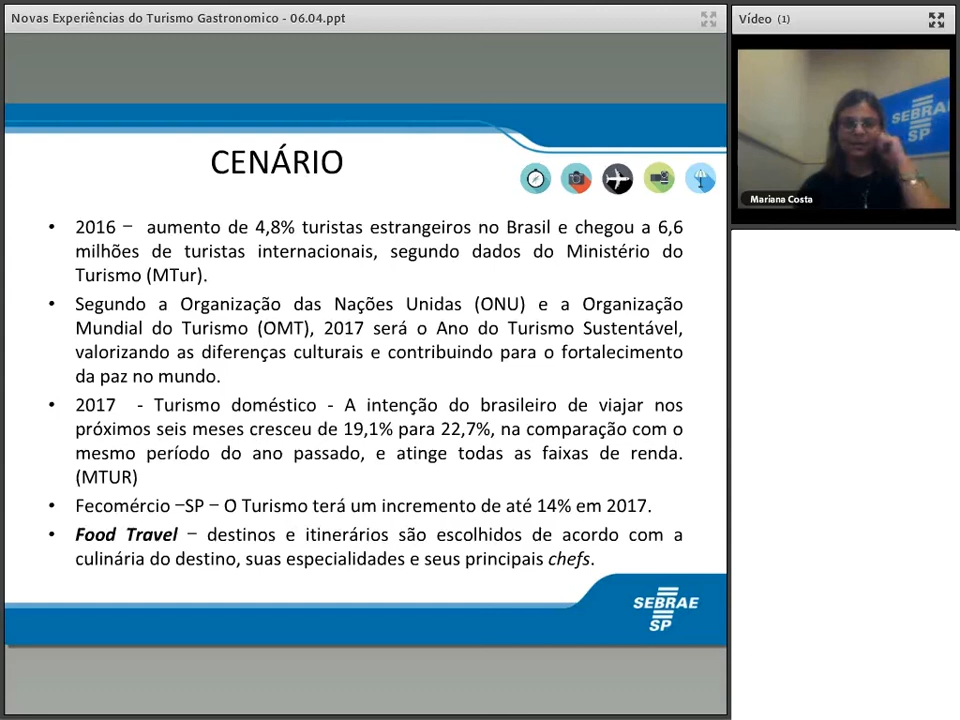 Novas Experiências do Turismo Gastronomico - 06.04.ppt
Vídeo (1)
SEBRAE
SP
Mariana Costa
CENÁRIO
• 2016 – aumento de 4,8% turistas estrangeiros no Brasil e chegou a 6,6
milhões de turistas internacionais, segundo dados do Ministério do
Turismo (MTur).
• Segundo a Organização das Nações Unidas (ONU) e a Organização
Mundial do Turismo (OMT), 2017 será o Ano do Turismo Sustentável,
valorizando as diferenças culturais e contribuindo para o fortalecimento
da paz no mundo.
• 2017 - Turismo doméstico - A intenção do brasileiro de viajar nos
próximos seis meses cresceu de 19,1% para 22,7%, na comparação com o
mesmo período do ano passado, e atinge todas as faixas de renda.
(MTUR)
• Fecomércio –SP – O Turismo terá um incremento de até 14% em 2017.
• Food Travel – destinos e itinerários são escolhidos de acordo com a
culinária do destino, suas especialidades e seus principais chefs.
SEBRAE
SP